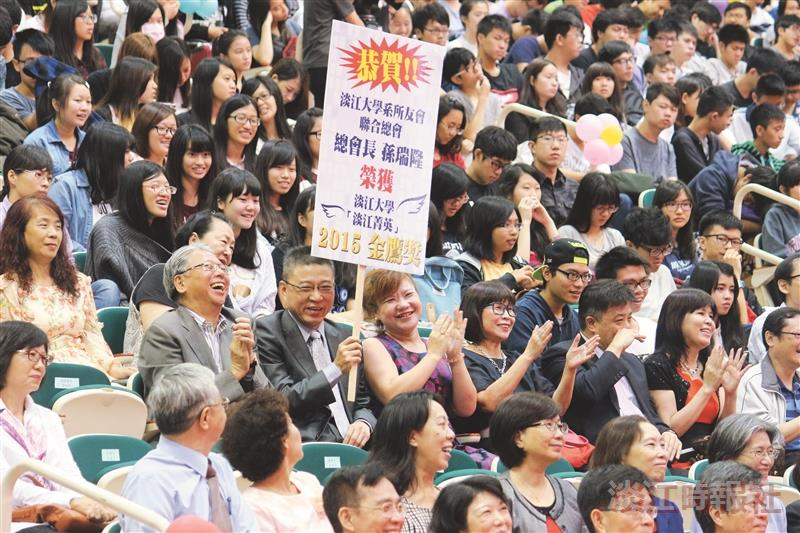 恭賀!!
淡江大學系所友會
聯合總會
總會長 孫瑞隆
榮獲
淡江大學
「淡江菁英」
2015 金鷹獎
淡江時報社